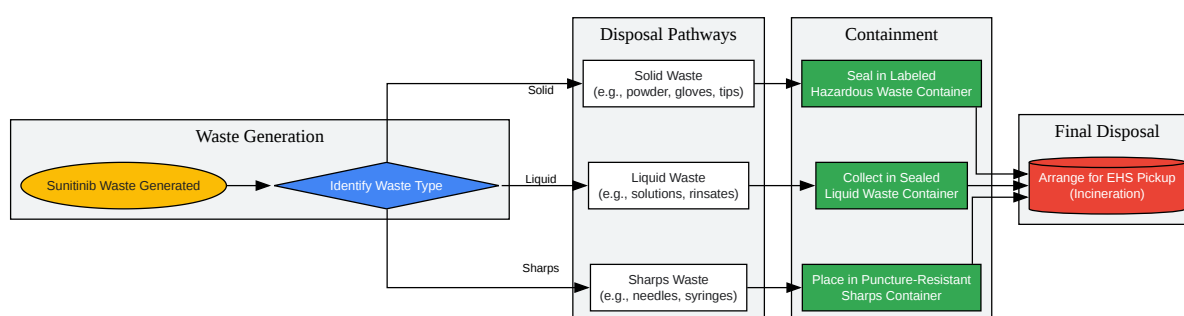 Waste Generation
Sunitinib Waste Generated
Identify Waste Type
Solid
Liquid
Sharps
Disposal Pathways
Solid Waste
(e.g., powder, gloves, tips)
Liquid Waste
(e.g., solutions, rinsates)
Sharps Waste
(e.g., needles, syringes)
Containment
Seal in Labeled
Hazardous Waste Container
Collect in Sealed
Liquid Waste Container
Place in Puncture-Resistant
Sharps Container
Final Disposal
Arrange for EHS Pickup
(Incineration)